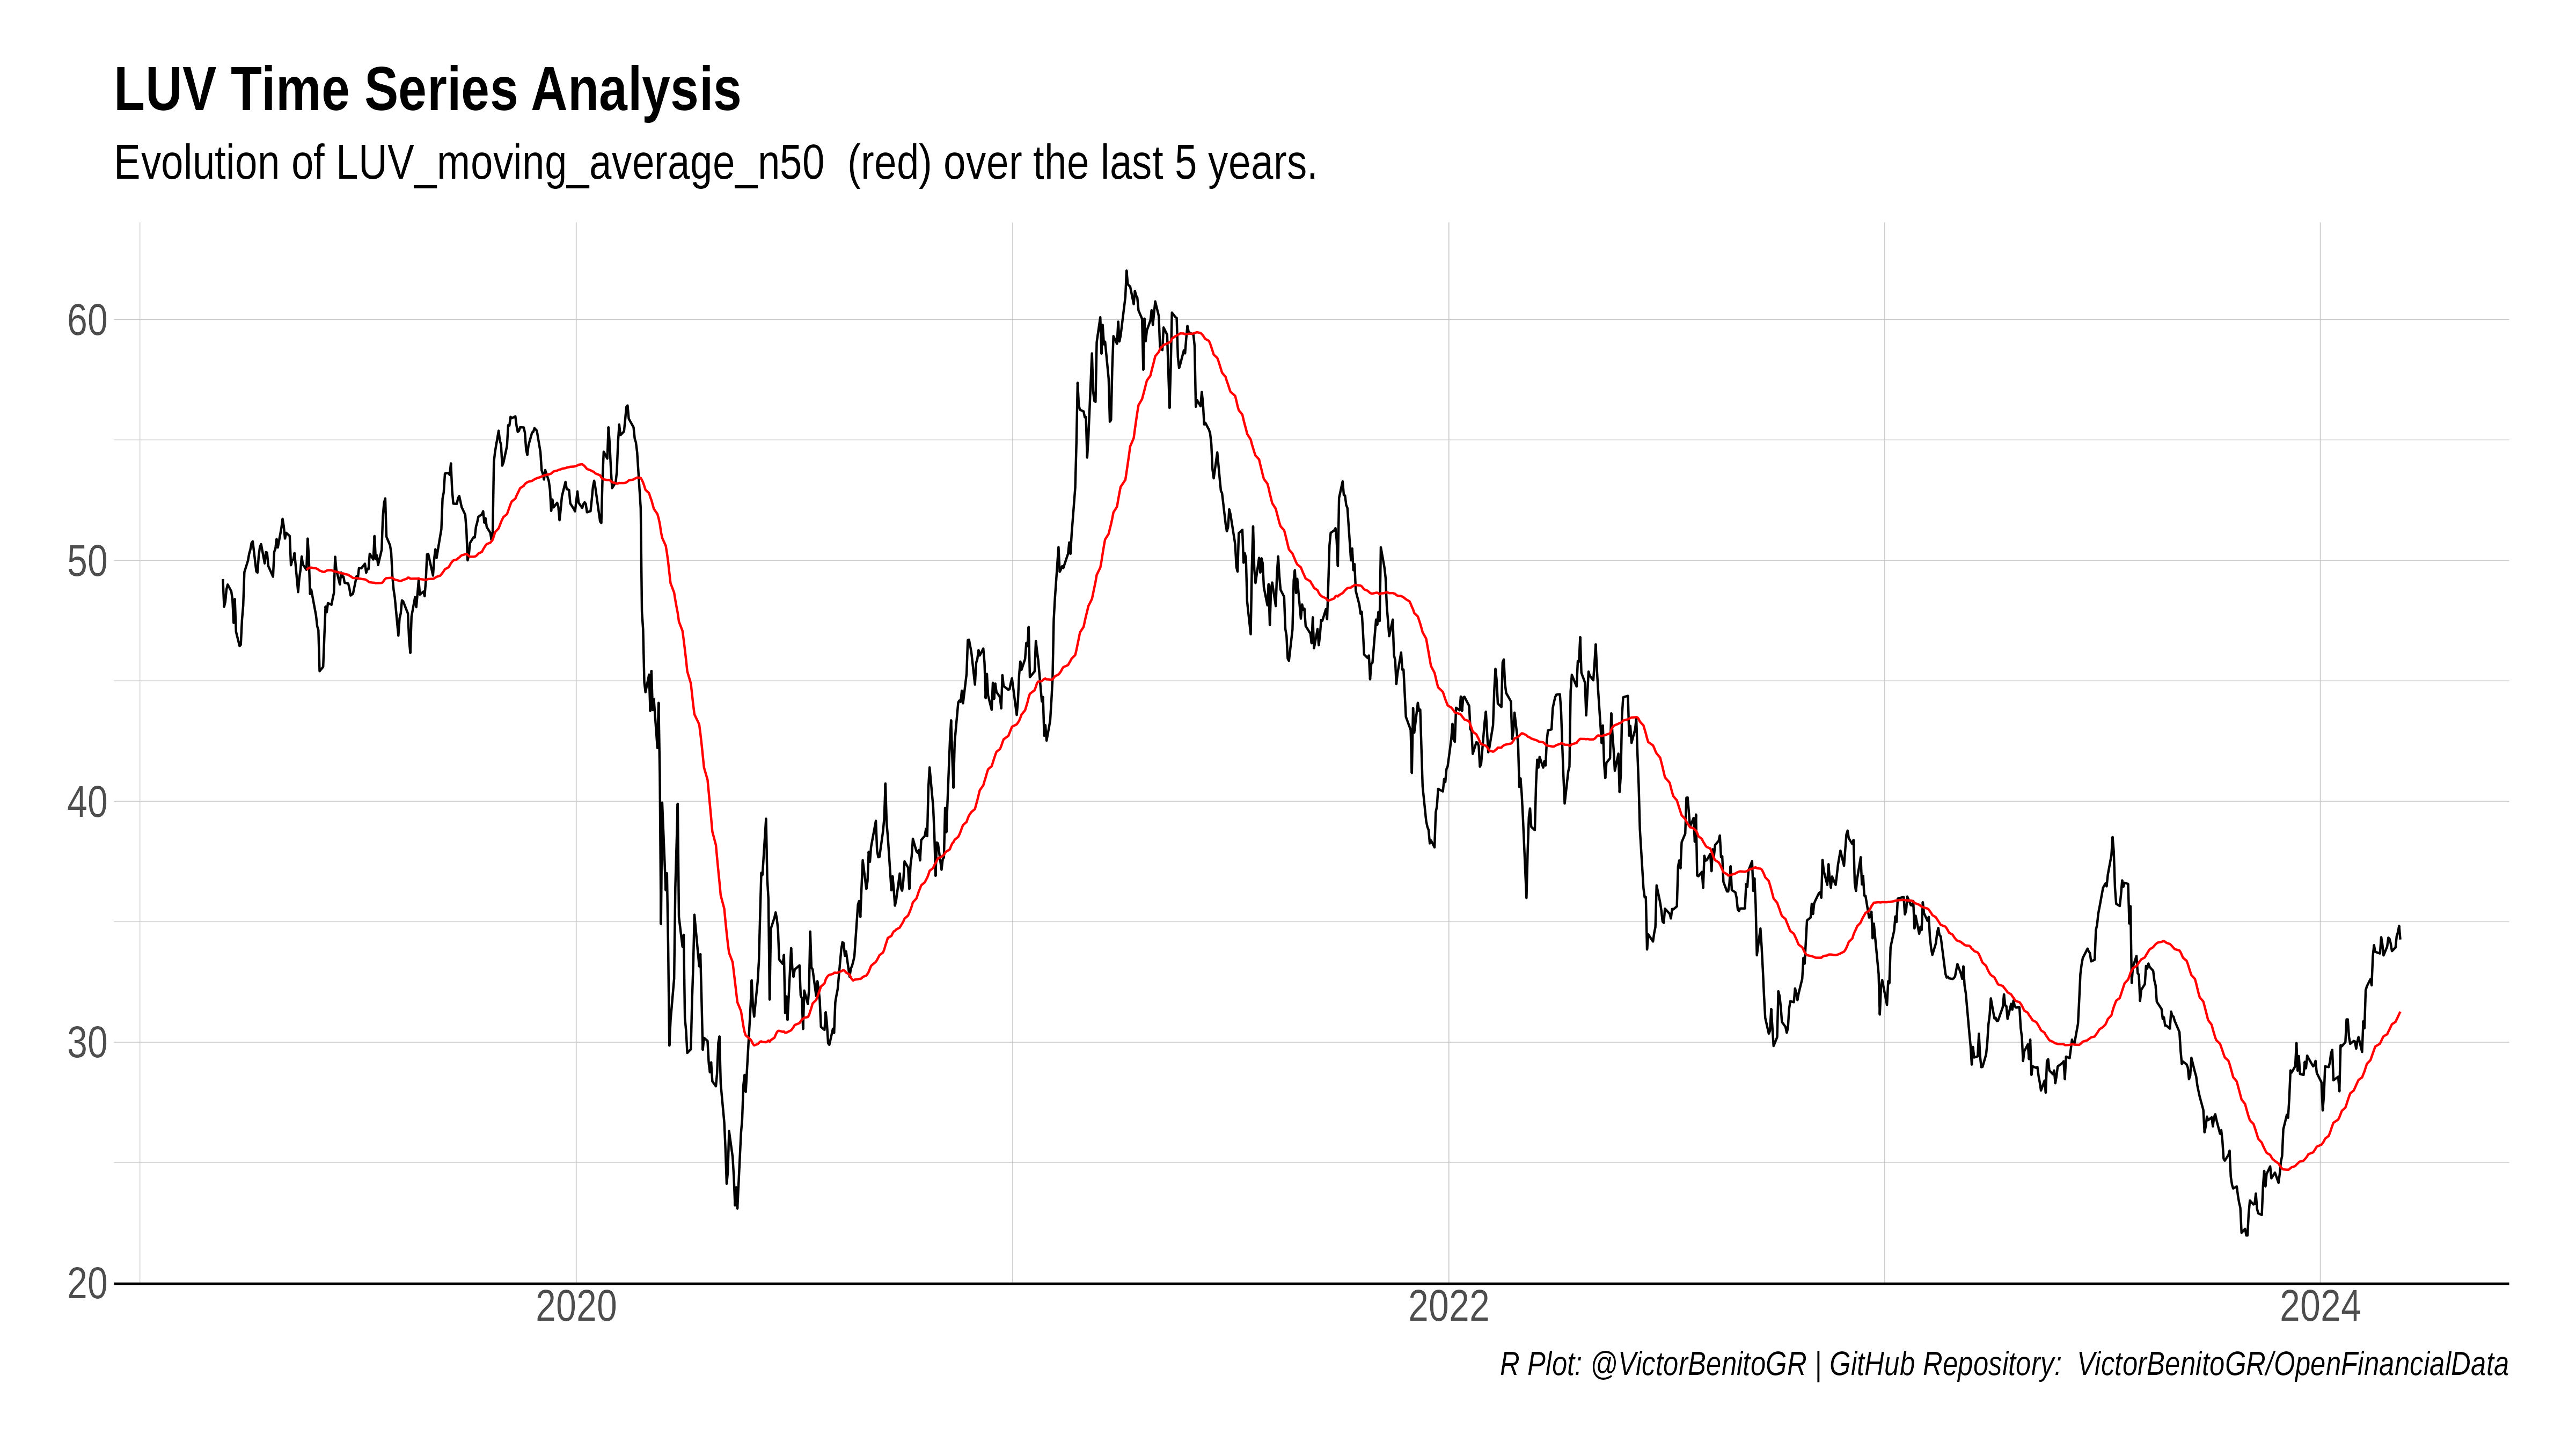 LUV Time Series Analysis
Evolution of LUV_moving_average_n50  (red) over the last 5 years.
60
50
40
30
20
2020
2022
2024
R Plot: @VictorBenitoGR | GitHub Repository:  VictorBenitoGR/OpenFinancialData